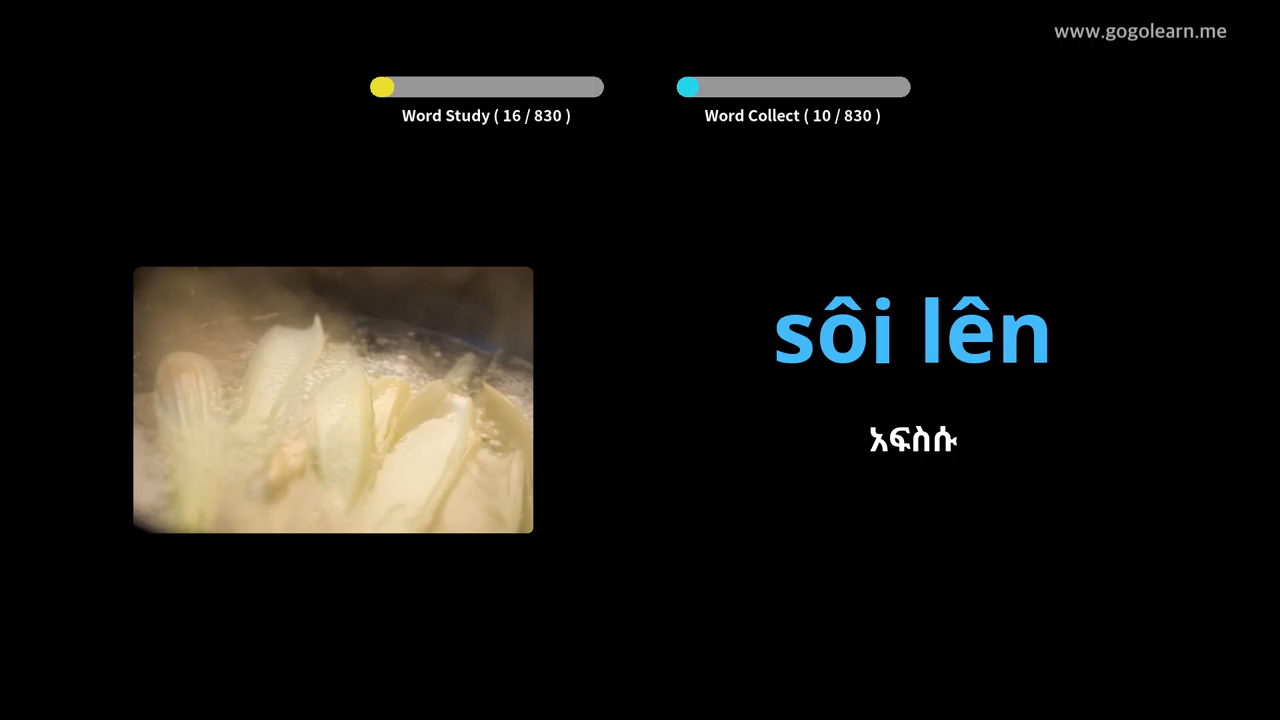 www.gogolearn.me
Word Study ( 16 / 830 )
Word Collect ( 10 / 830 )
sôi lên
አፍስሱ